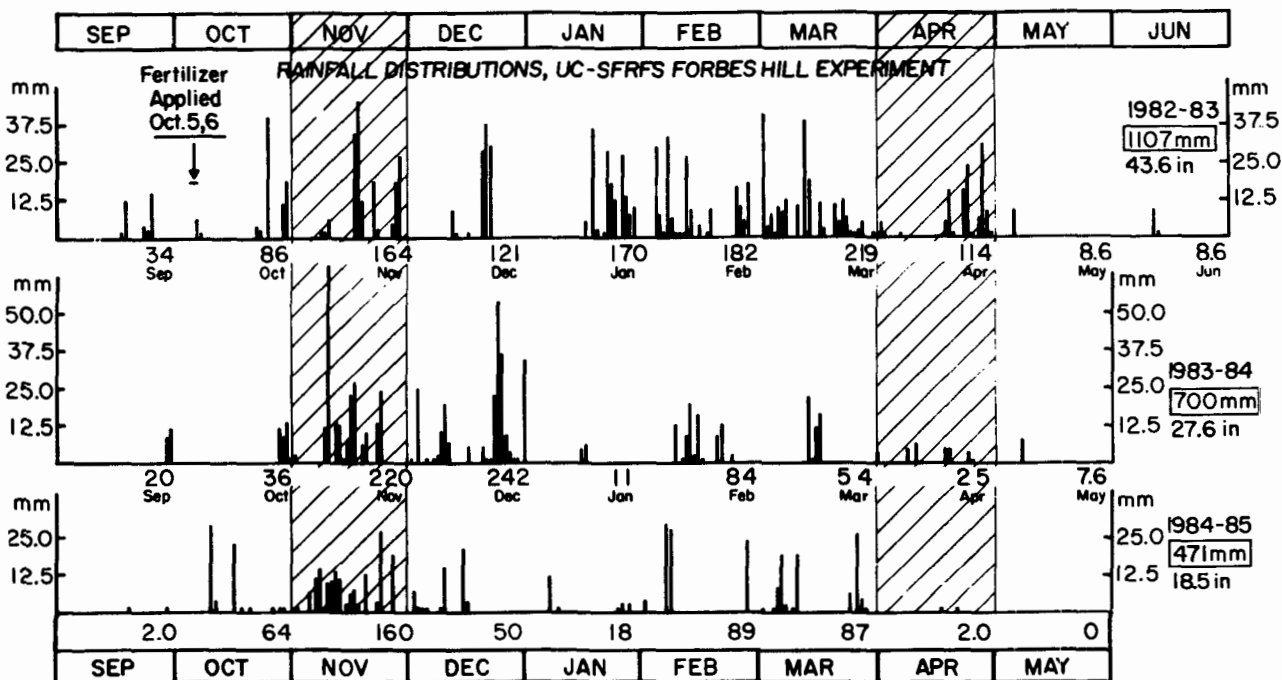 SEP OCT NOV DEC JAN FEB MAR APR MAY JUN
RAINFALL DISTRIBUTIONS, UC-SFRFS FORBES HILL EXPERIMENT
Fertilizer
Applied
Oct. 5,6
mm mm
37.5 37.5
25.0 25.0
12.5 12.5
1982-83
1107mm
43.6 in
34 86 164 121 170 182 219 114 8.6 8.6
Sep Oct Nov Dec Jan Feb Mar Apr May Jun
mm mm
50.0 50.0
37.5 37.5
25.0 25.0
12.5 12.5
1983-84
700mm
27.6 in
20 36 220 242 11 84 54 25 7.6
Sep Oct Nov Dec Jan Feb Mar Apr May
mm mm
25.0 25.0
12.5 12.5
1984-85
471mm
18.5 in
2.0 64 160 50 18 89 87 2.0 0
SEP OCT NOV DEC JAN FEB MAR APR MAY